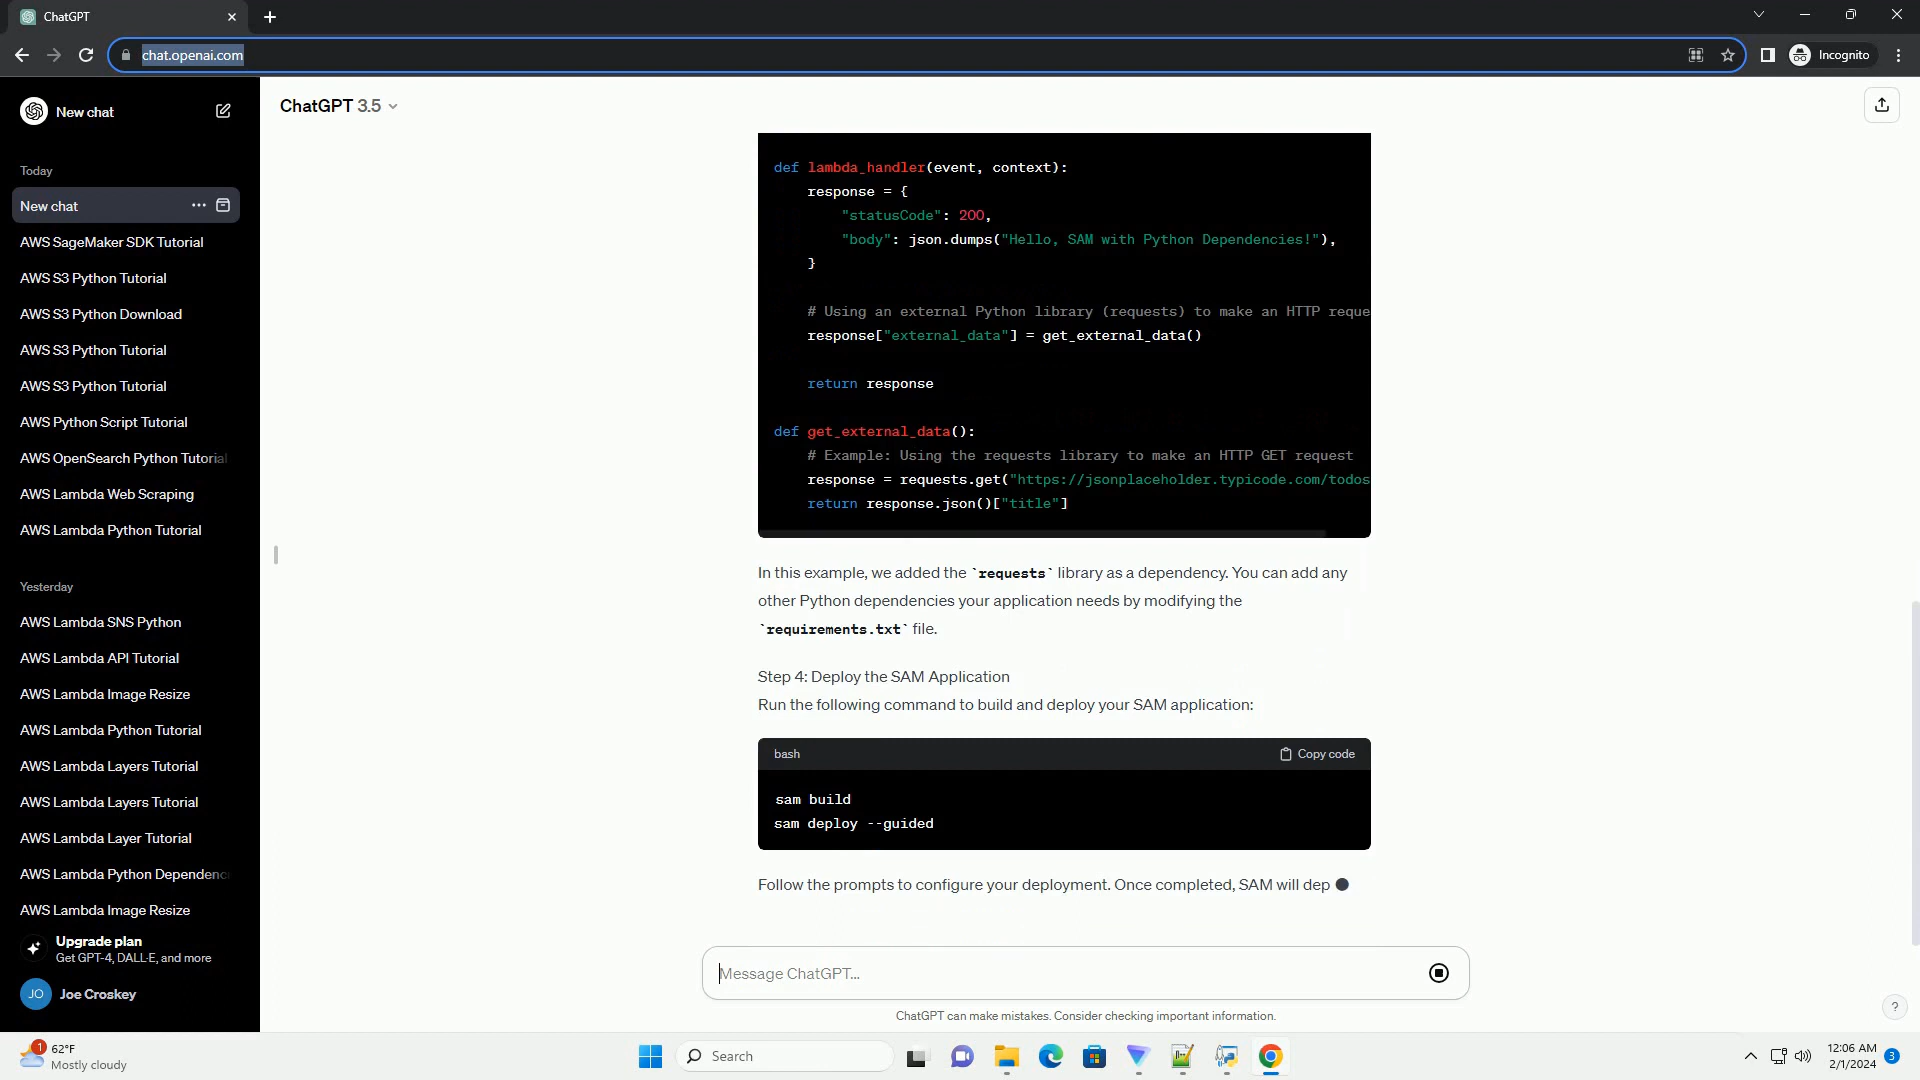 ChatGPT
chat.openai.com
Incognito
New chat
ChatGPT 3.5
Today
New chat
AWS SageMaker SDK Tutorial
AWS S3 Python Tutorial
AWS S3 Python Download
AWS S3 Python Tutorial
AWS S3 Python Tutorial
AWS Python Script Tutorial
AWS OpenSearch Python Tutorial
AWS Lambda Web Scraping
AWS Lambda Python Tutorial
Yesterday
AWS Lambda SNS Python
AWS Lambda API Tutorial
AWS Lambda Image Resize
AWS Lambda Python Tutorial
AWS Lambda Layers Tutorial
AWS Lambda Layers Tutorial
AWS Lambda Layer Tutorial
AWS Lambda Python Dependenc
AWS Lambda Image Resize
Upgrade plan
Get GPT-4, DALL·E, and more
JO
Joe Croskey
def lambda_handler(event, context):
    response = {
        "statusCode": 200,
        "body": json.dumps("Hello, SAM with Python Dependencies!"),
    }
    # Using an external Python library (requests) to make an HTTP reque
    response["external_data"] = get_external_data()
    return response
def get_external_data():
    # Example: Using the requests library to make an HTTP GET request
    response = requests.get("https://jsonplaceholder.typicode.com/todos
    return response.json()["title"]
In this example, we added the `requests` library as a dependency. You can add any
other Python dependencies your application needs by modifying the
`requirements.txt` file.
Step 4: Deploy the SAM Application
Run the following command to build and deploy your SAM application:
bash
Copy code
sam build
sam deploy --guided
Follow the prompts to configure your deployment. Once completed, SAM will dep
Message ChatGPT...
ChatGPT can make mistakes. Consider checking important information.
?
1
62°F
Mostly cloudy
Search
12:06 AM
2/1/2024
3